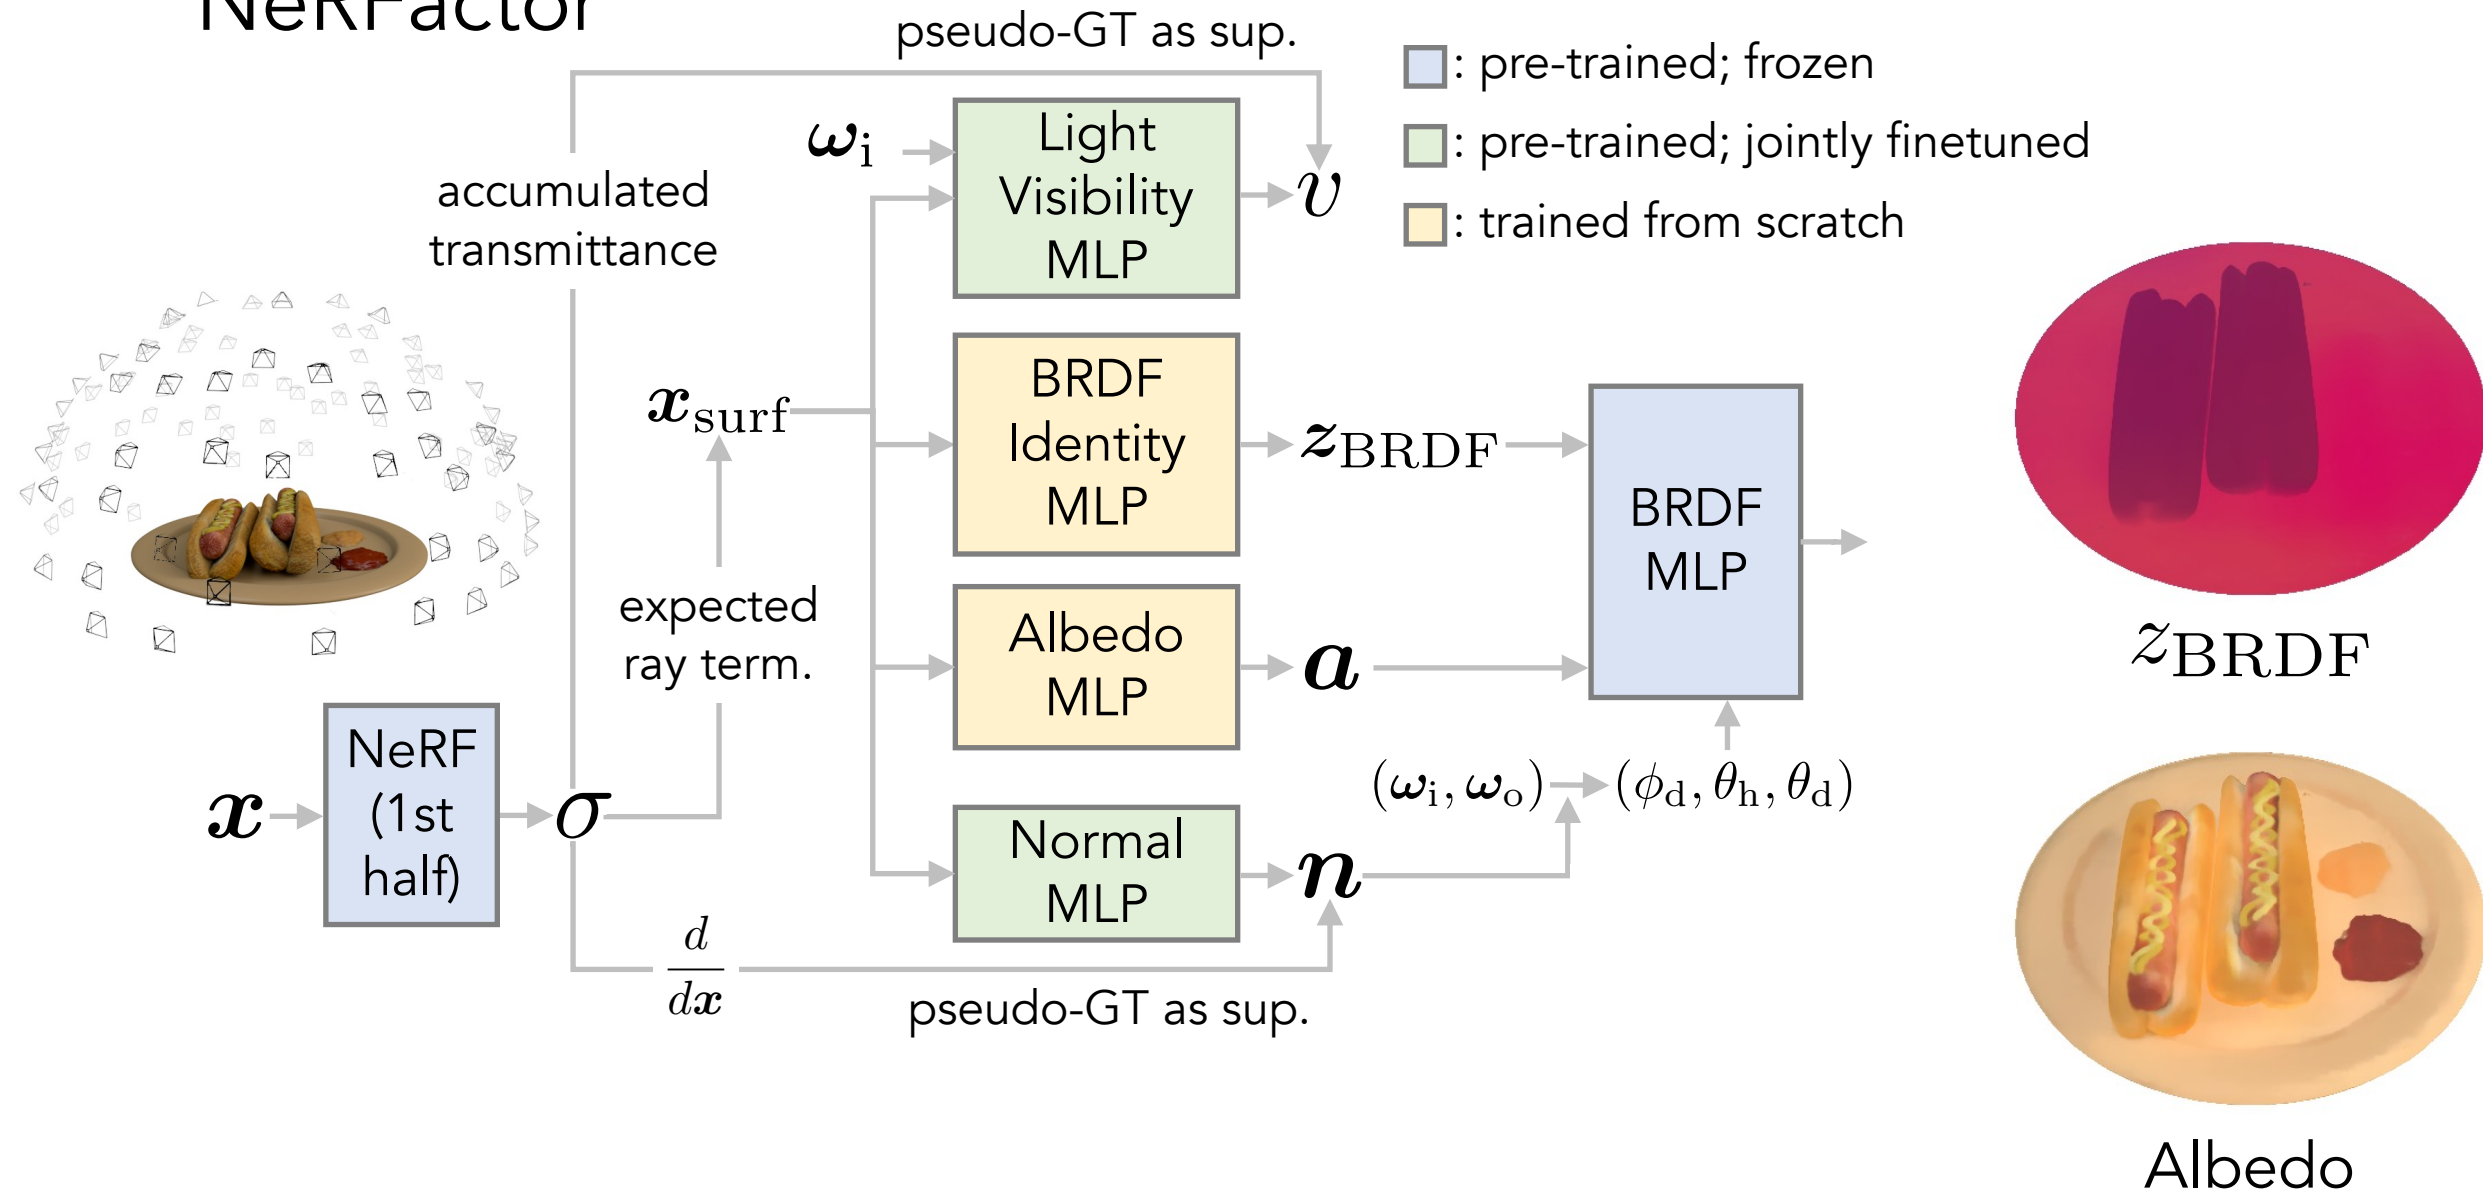 NeRFactor
pseudo-GT as sup.
: pre-trained; frozen
: pre-trained; jointly finetuned
: trained from scratch
accumulated
transmittance
ωi
Light
Visibility
MLP
v
xsurf
BRDF
Identity
MLP
zBRDF
BRDF
MLP
expected
ray term.
Albedo
MLP
a
x
NeRF
(1st
half)
σ
(ωi, ωo)
(ϕd, θh, θd)
Normal
MLP
n
d
dx
pseudo-GT as sup.
zBRDF
Albedo